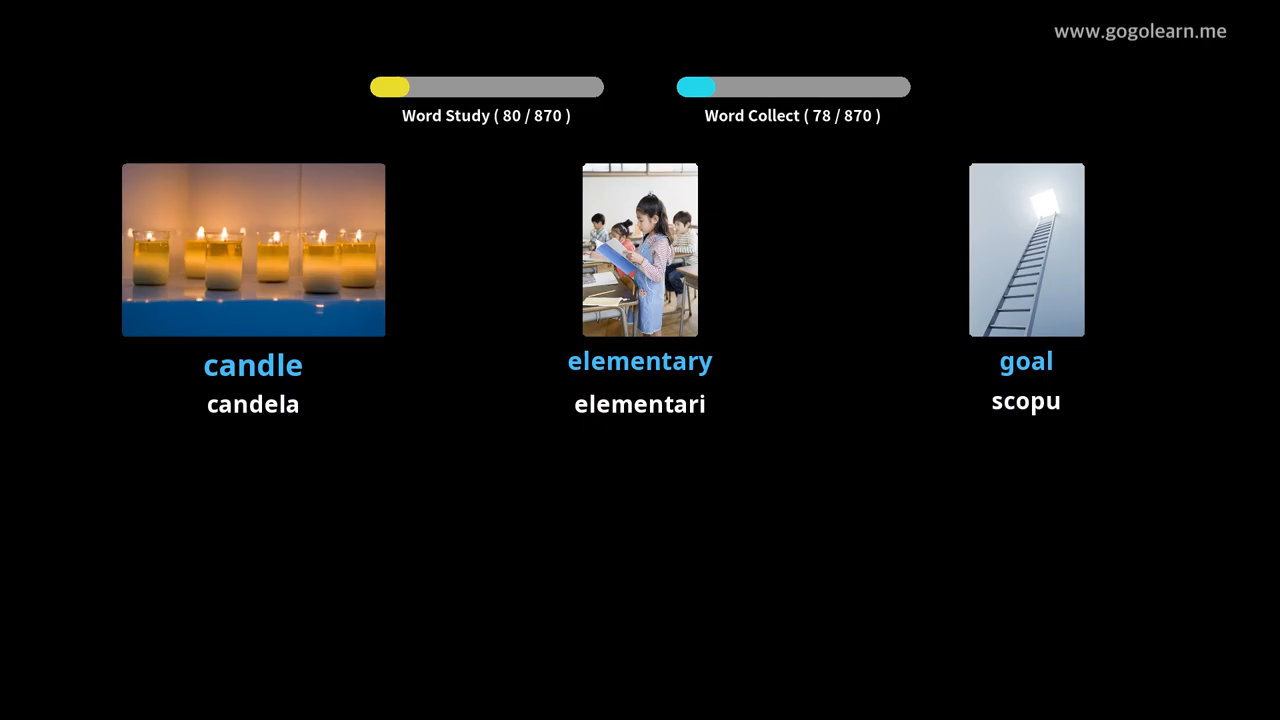 www.gogolearn.me
Word Study ( 80 / 870 )
Word Collect ( 78 / 870 )
candle
candela
elementary
elementari
goal
scopu